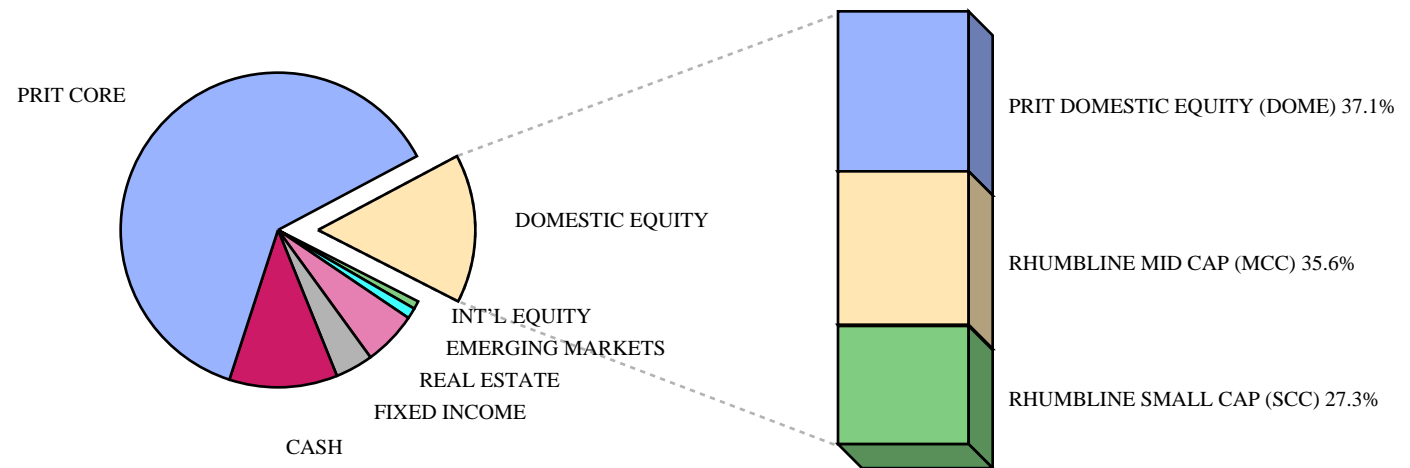 PRIT CORE
DOMESTIC EQUITY
INT'L EQUITY
EMERGING MARKETS
REAL ESTATE
FIXED INCOME
CASH
PRIT DOMESTIC EQUITY (DOME) 37.1%
RHUMBLINE MID CAP (MCC) 35.6%
RHUMBLINE SMALL CAP (SCC) 27.3%